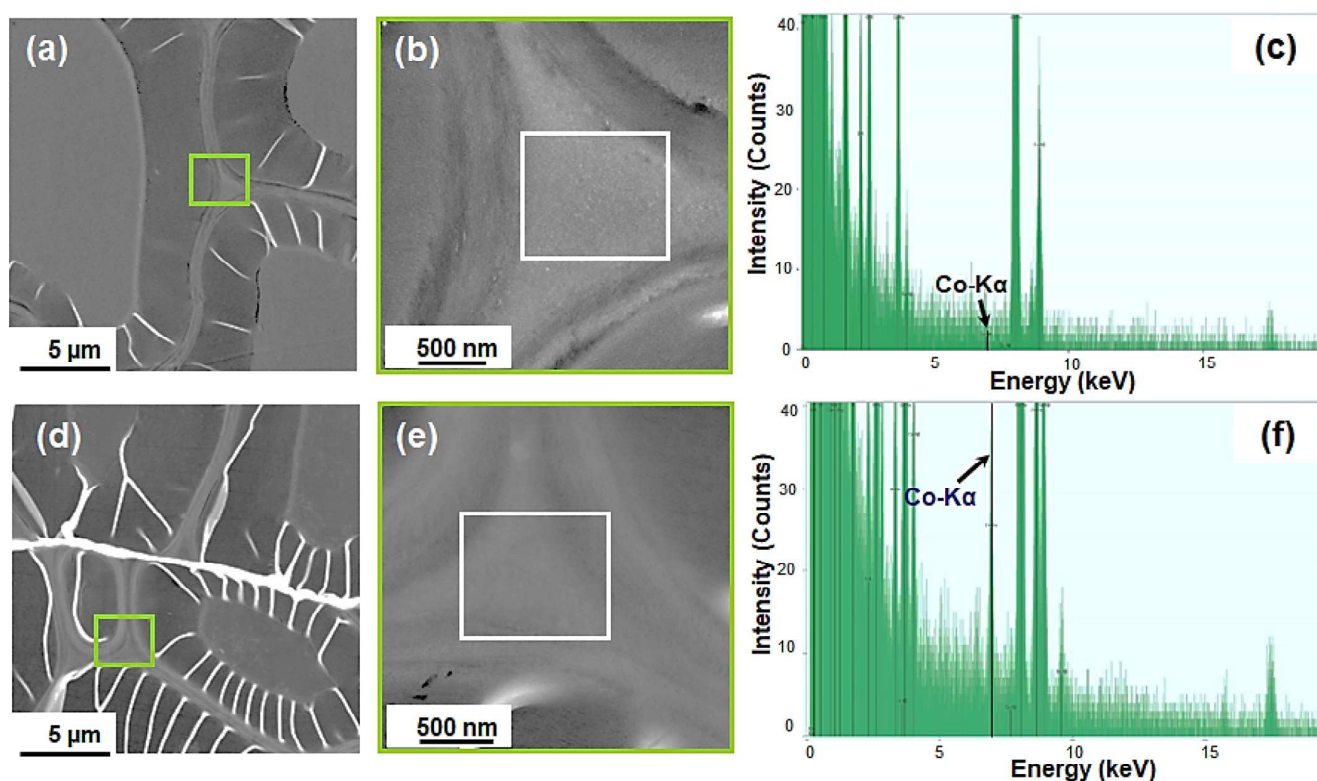 (a)
5 µm
(b)
500 nm
(c)
Intensity (Counts)
40
30
20
10
0
Co-Kα
5
10
15
Energy (keV)
(d)
5 µm
(e)
500 nm
(f)
Intensity (Counts)
40
30
20
10
0
Co-Kα
0
5
10
15
Energy (keV)